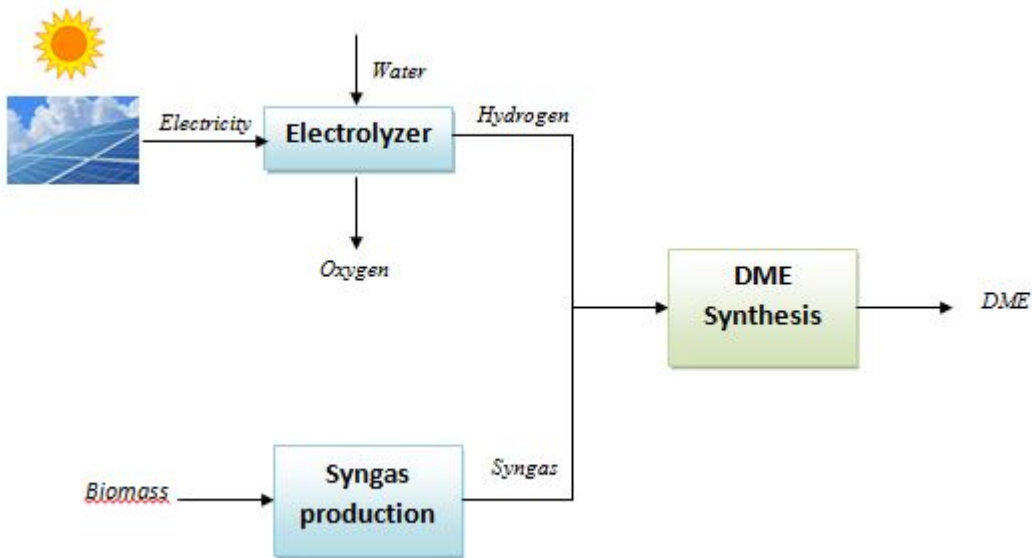 Water
Electricity
Electrolyzer
Hydrogen
Oxygen
DME
Synthesis
DME
Biomass
Syngas
production
Syngas